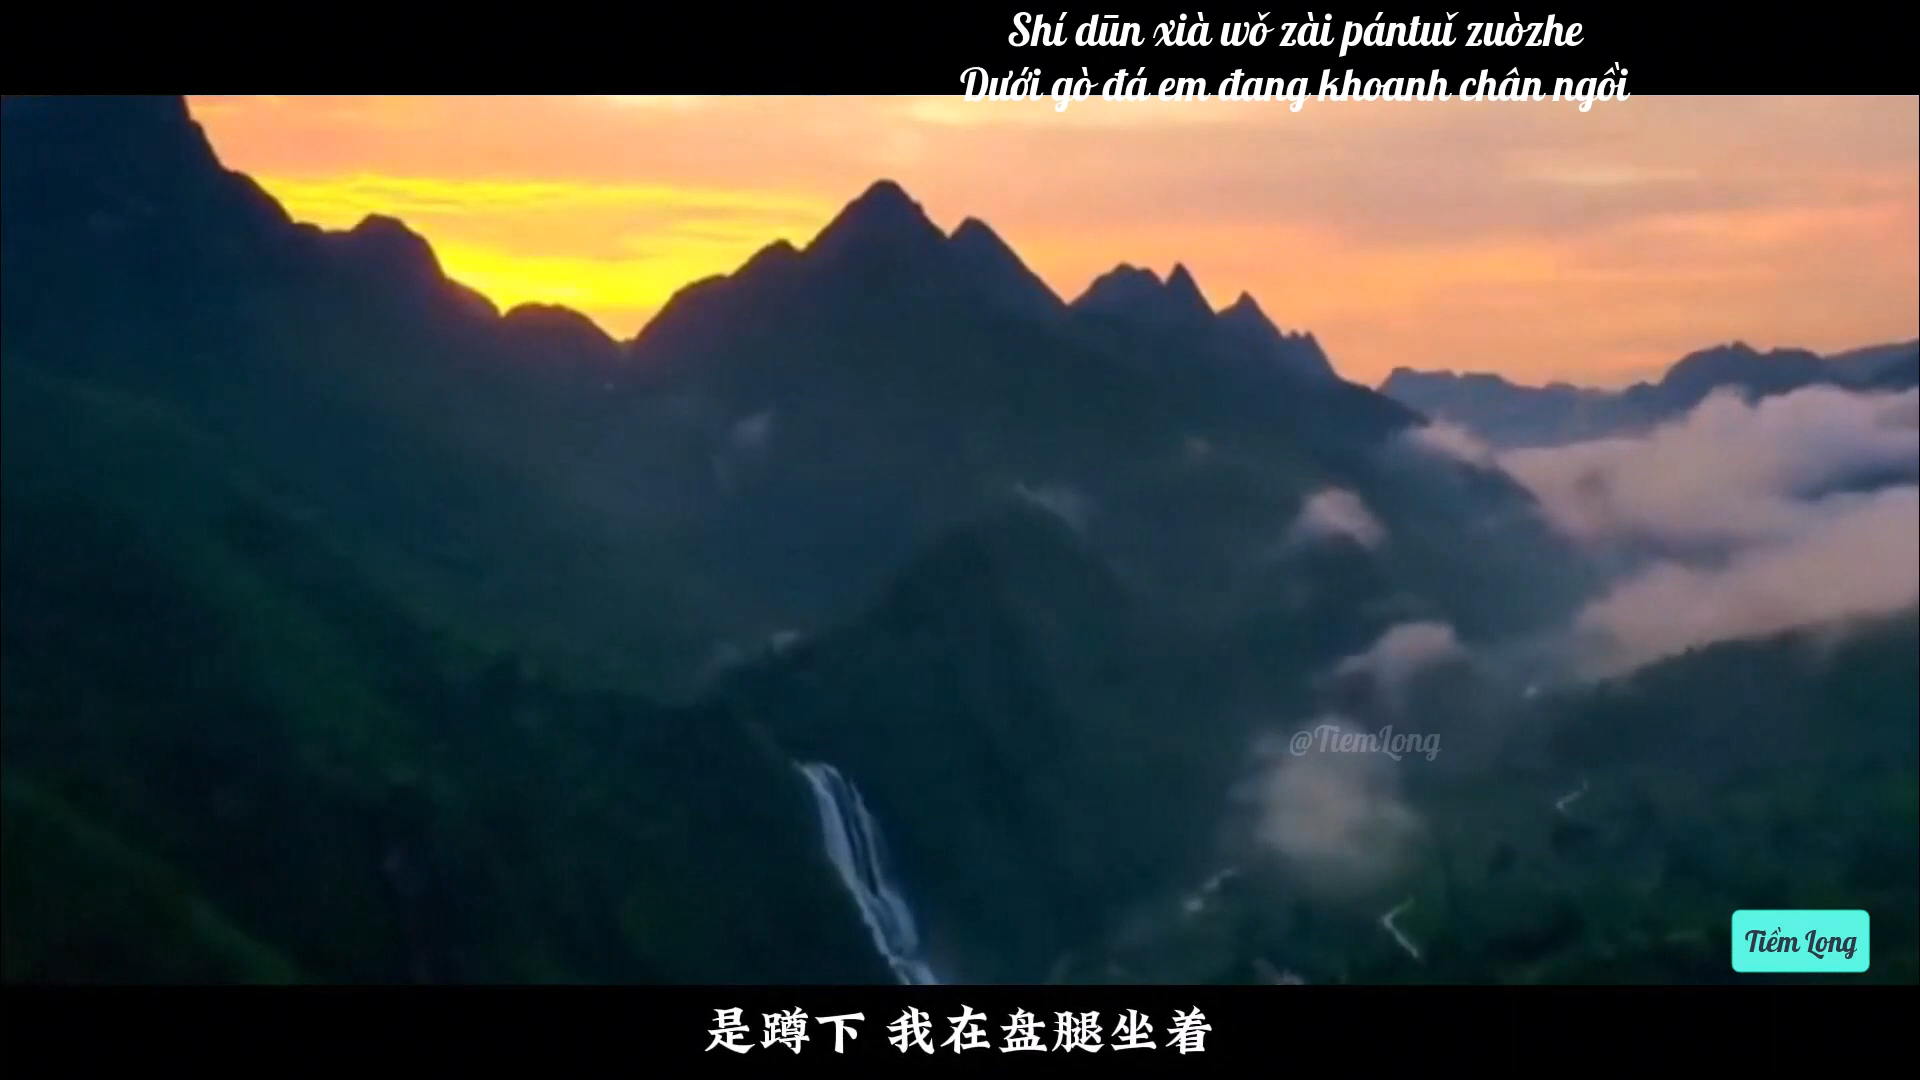 Shí dūn xià wǒ zài pántuǐ zuòzhe
Dưới gò đá em đang khoanh chân ngồi
@TiemLong
Tiềm Long
是蹲下 我在盘腿坐着